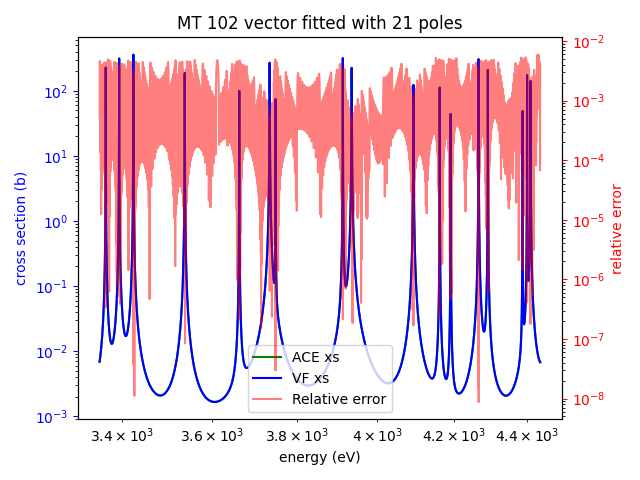 MT 102 vector fitted with 21 poles
cross section (b)
10²
10¹
10⁰
10⁻¹
10⁻²
10⁻³
10⁻²
10⁻³
10⁻⁴
10⁻⁵
10⁻⁶
10⁻⁷
10⁻⁸
relative error
ACE xs
VF xs
Relative error
3.4 × 10³ 3.6 × 10³ 3.8 × 10³ 4 × 10³ 4.2 × 10³ 4.4 × 10³
energy (eV)